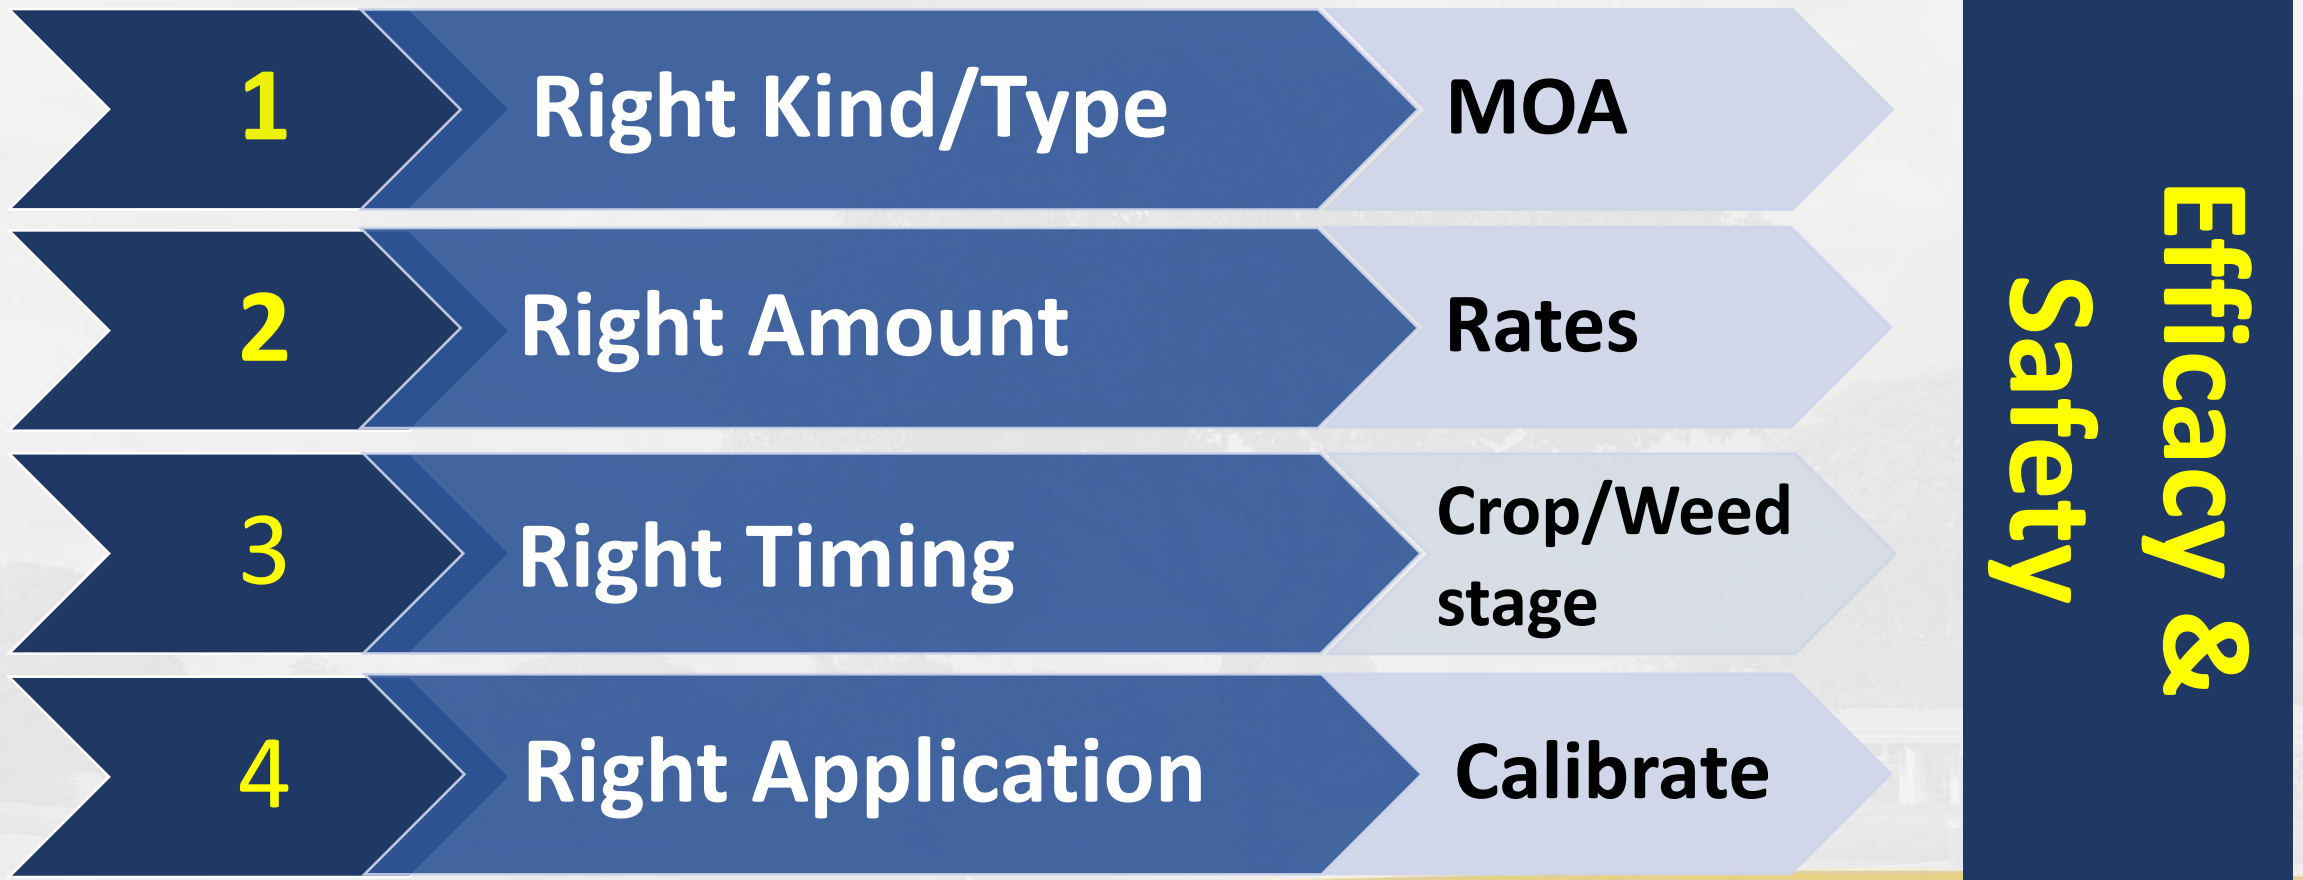 1
Right Kind/Type
MOA
2
Right Amount
Rates
3
Right Timing
Crop/Weed
stage
4
Right Application
Calibrate
Efficacy &
Safety